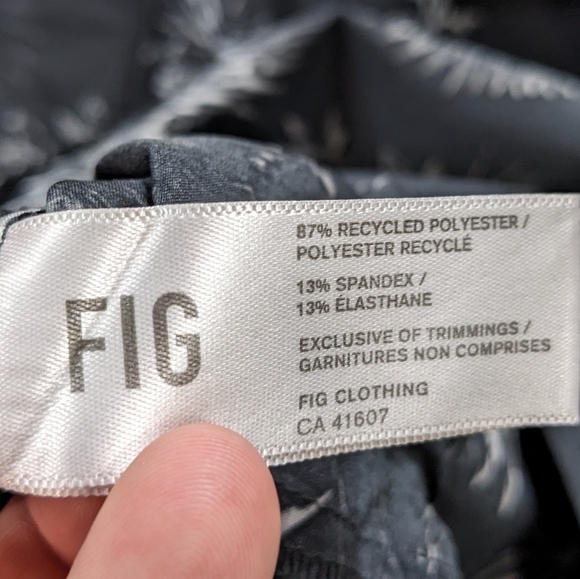 FIG
87% RECYCLED POLYESTER /
POLYESTER RECYCLÉ
13% SPANDEX /
13% ÉLASTHANE
EXCLUSIVE OF TRIMMINGS /
GARNITURES NON COMPRISES
FIG CLOTHING
CA 41607